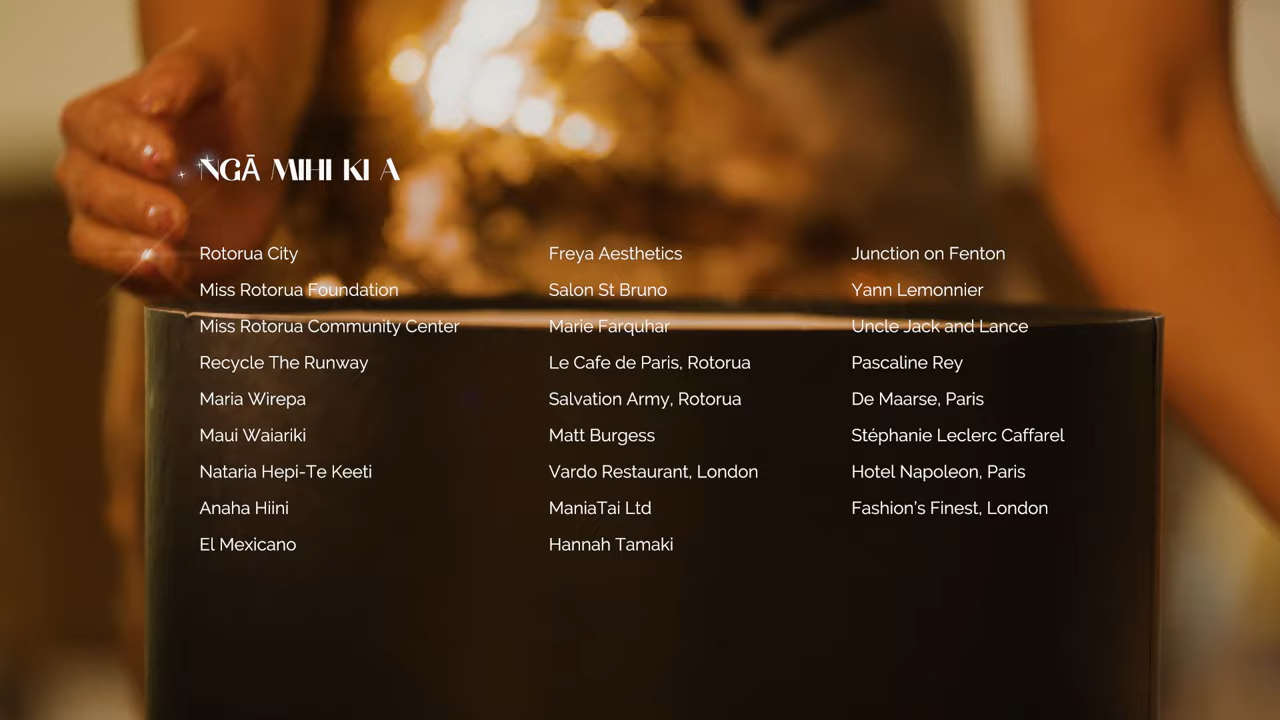 NGĀ MIHI KI A
Rotorua City
Miss Rotorua Foundation
Miss Rotorua Community Center
Recycle The Runway
Maria Wirepa
Maui Waiariki
Nataria Hepi-Te Keeti
Anaha Hiini
El Mexicano
Freya Aesthetics
Salon St Bruno
Marie Farquhar
Le Cafe de Paris, Rotorua
Salvation Army, Rotorua
Matt Burgess
Vardo Restaurant, London
ManiaTai Ltd
Hannah Tamaki
Junction on Fenton
Yann Lemonnier
Uncle Jack and Lance
Pascaline Rey
De Maarse, Paris
Stéphanie Leclerc Caffarel
Hotel Napoleon, Paris
Fashion's Finest, London